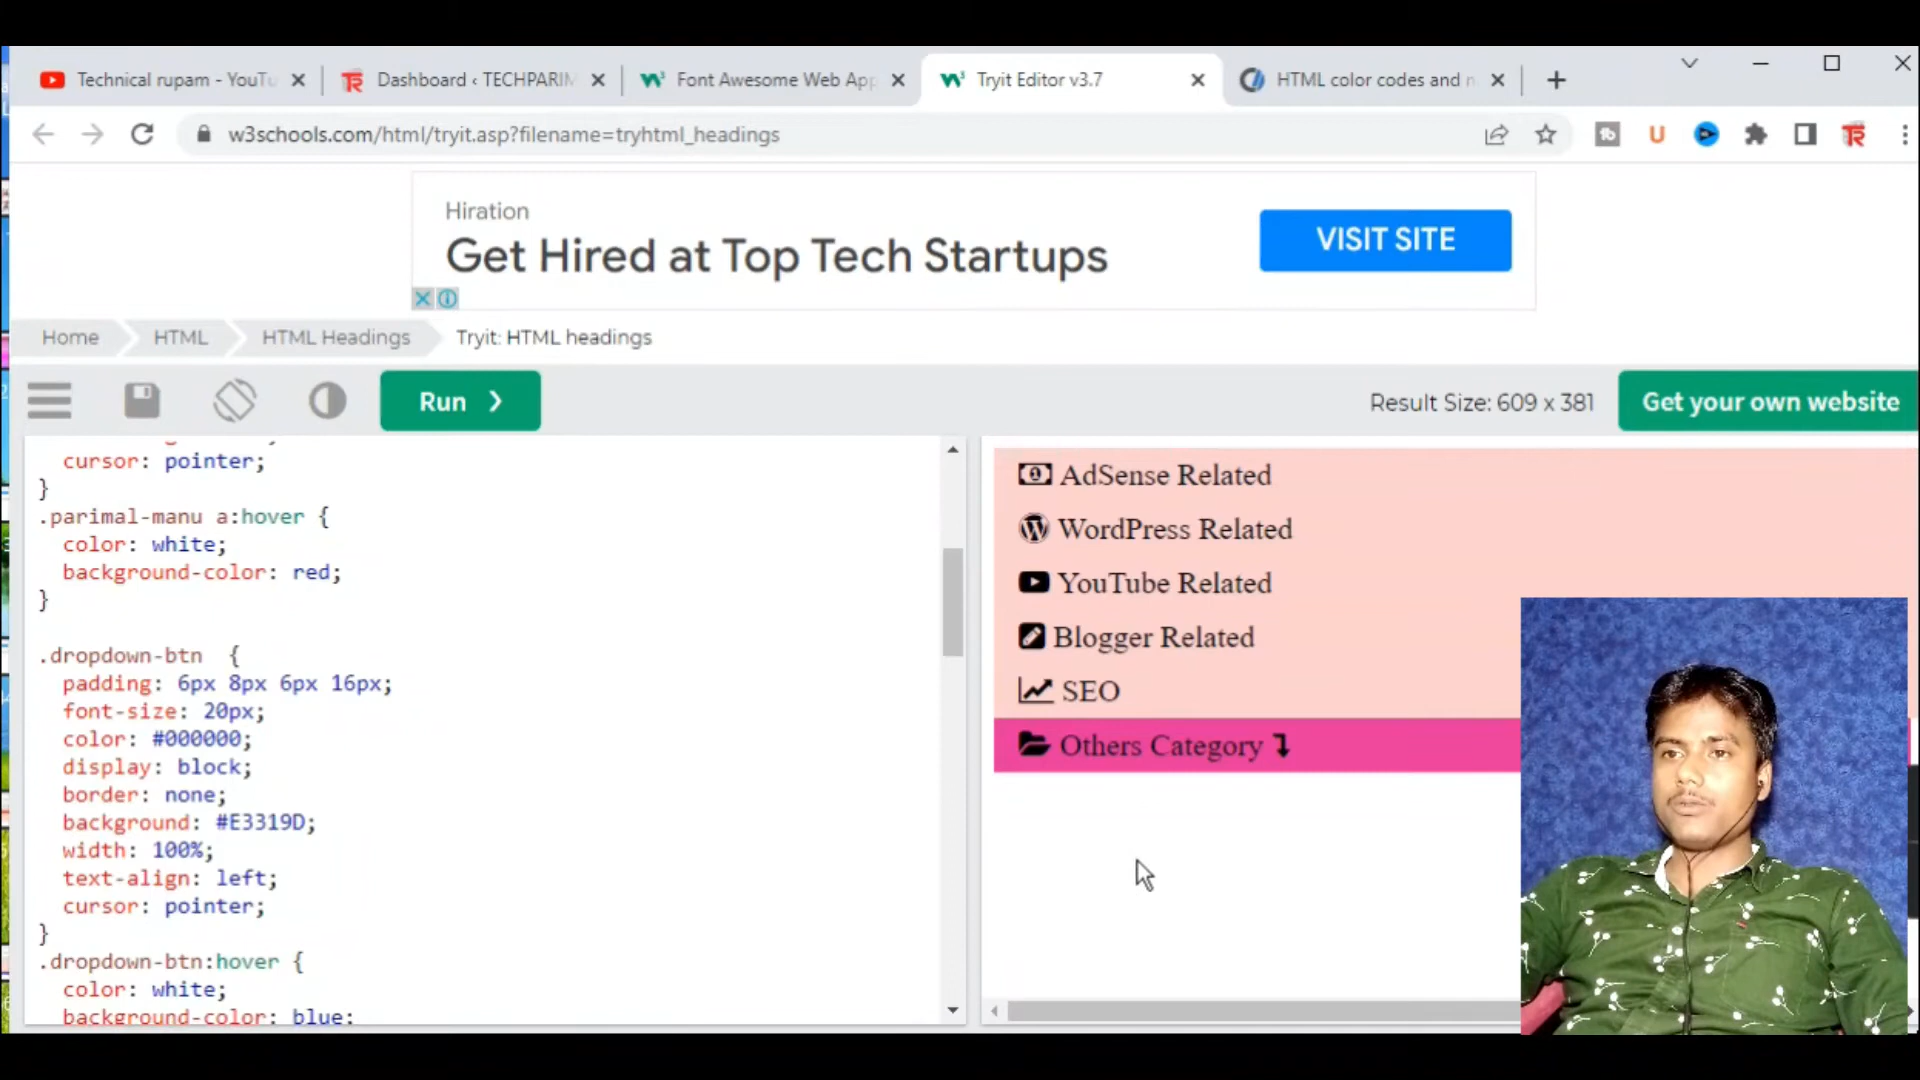 Technical rupam - YouTu
Dashboard ‹ TECHPARIM
Font Awesome Web App
Tryit Editor v3.7
HTML color codes and n
w3schools.com/html/tryit.asp?filename=tryhtml_headings
Hiration
Get Hired at Top Tech Startups
VISIT SITE
Home
HTML
HTML Headings
Tryit: HTML headings
Run
Result Size: 609 x 381
Get your own website
cursor: pointer;
}
.parimal-manu a:hover {
color: white;
background-color: red;
}
.dropdown-btn {
padding: 6px 8px 6px 16px;
font-size: 20px;
color: #000000;
display: block;
border: none;
background: #E3319D;
width: 100%;
text-align: left;
cursor: pointer;
}
.dropdown-btn:hover {
color: white;
background-color: blue;
AdSense Related
WordPress Related
YouTube Related
Blogger Related
SEO
Others Category